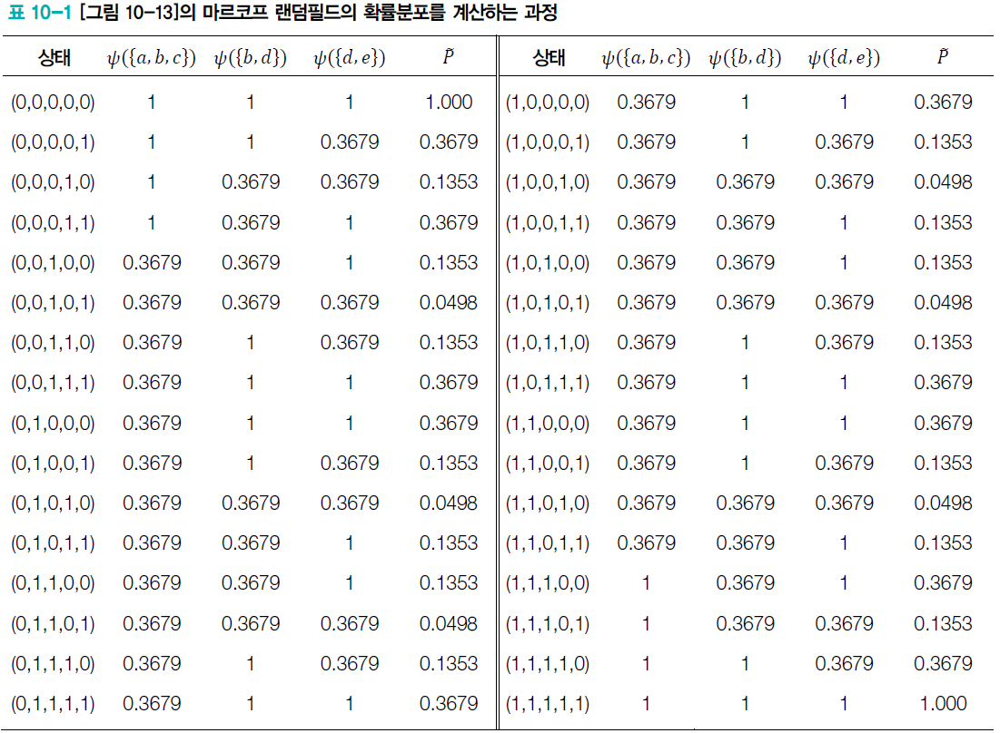 표 10-1 [그림 10-13]의 마르코프 랜덤필드의 확률분포를 계산하는 과정
상태 ψ({a, b, c}) ψ({b, d}) ψ({d, e}) P̃ 상태 ψ({a, b, c}) ψ({b, d}) ψ({d, e}) P̃
(0,0,0,0,0) 1 1 1 1.000 (1,0,0,0,0) 0.3679 1 1 0.3679
(0,0,0,0,1) 1 1 0.3679 0.3679 (1,0,0,0,1) 0.3679 1 0.3679 0.1353
(0,0,0,1,0) 1 0.3679 0.3679 0.1353 (1,0,0,1,0) 0.3679 0.3679 0.3679 0.0498
(0,0,0,1,1) 1 0.3679 1 0.3679 (1,0,0,1,1) 0.3679 0.3679 1 0.1353
(0,0,1,0,0) 0.3679 0.3679 1 0.1353 (1,0,1,0,0) 0.3679 0.3679 1 0.1353
(0,0,1,0,1) 0.3679 0.3679 0.3679 0.0498 (1,0,1,0,1) 0.3679 0.3679 0.3679 0.0498
(0,0,1,1,0) 0.3679 1 0.3679 0.1353 (1,0,1,1,0) 0.3679 1 0.3679 0.1353
(0,0,1,1,1) 0.3679 1 1 0.3679 (1,0,1,1,1) 0.3679 1 1 0.3679
(0,1,0,0,0) 0.3679 1 1 0.3679 (1,1,0,0,0) 0.3679 1 1 0.3679
(0,1,0,0,1) 0.3679 1 0.3679 0.1353 (1,1,0,0,1) 0.3679 1 0.3679 0.1353
(0,1,0,1,0) 0.3679 0.3679 0.3679 0.0498 (1,1,0,1,0) 0.3679 0.3679 0.3679 0.0498
(0,1,0,1,1) 0.3679 0.3679 1 0.1353 (1,1,0,1,1) 0.3679 0.3679 1 0.1353
(0,1,1,0,0) 0.3679 0.3679 1 0.1353 (1,1,1,0,0) 1 0.3679 1 0.3679
(0,1,1,0,1) 0.3679 0.3679 0.3679 0.0498 (1,1,1,0,1) 1 0.3679 0.3679 0.1353
(0,1,1,1,0) 0.3679 1 0.3679 0.1353 (1,1,1,1,0) 1 1 0.3679 0.3679
(0,1,1,1,1) 0.3679 1 1 0.3679 (1,1,1,1,1) 1 1 1 1.000